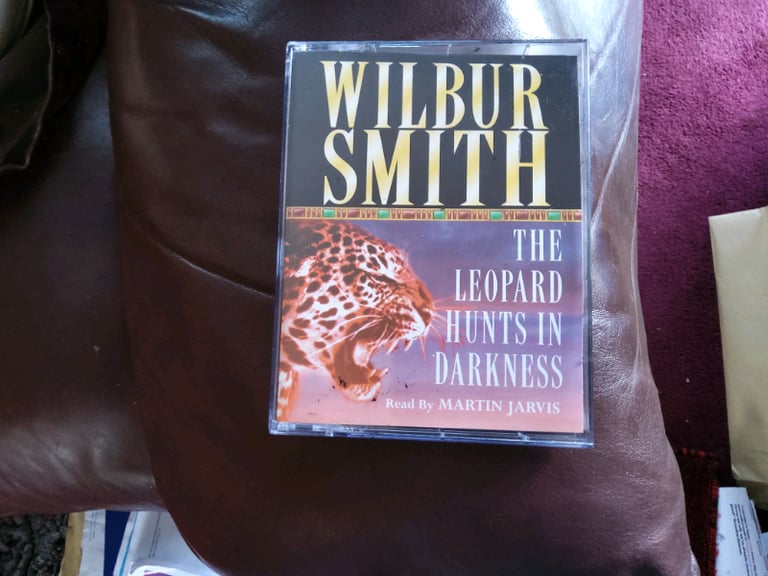 WILBUR
SMITH
THE
LEOPARD
HUNTS IN
DARKNESS
Read By MARTIN JARVIS